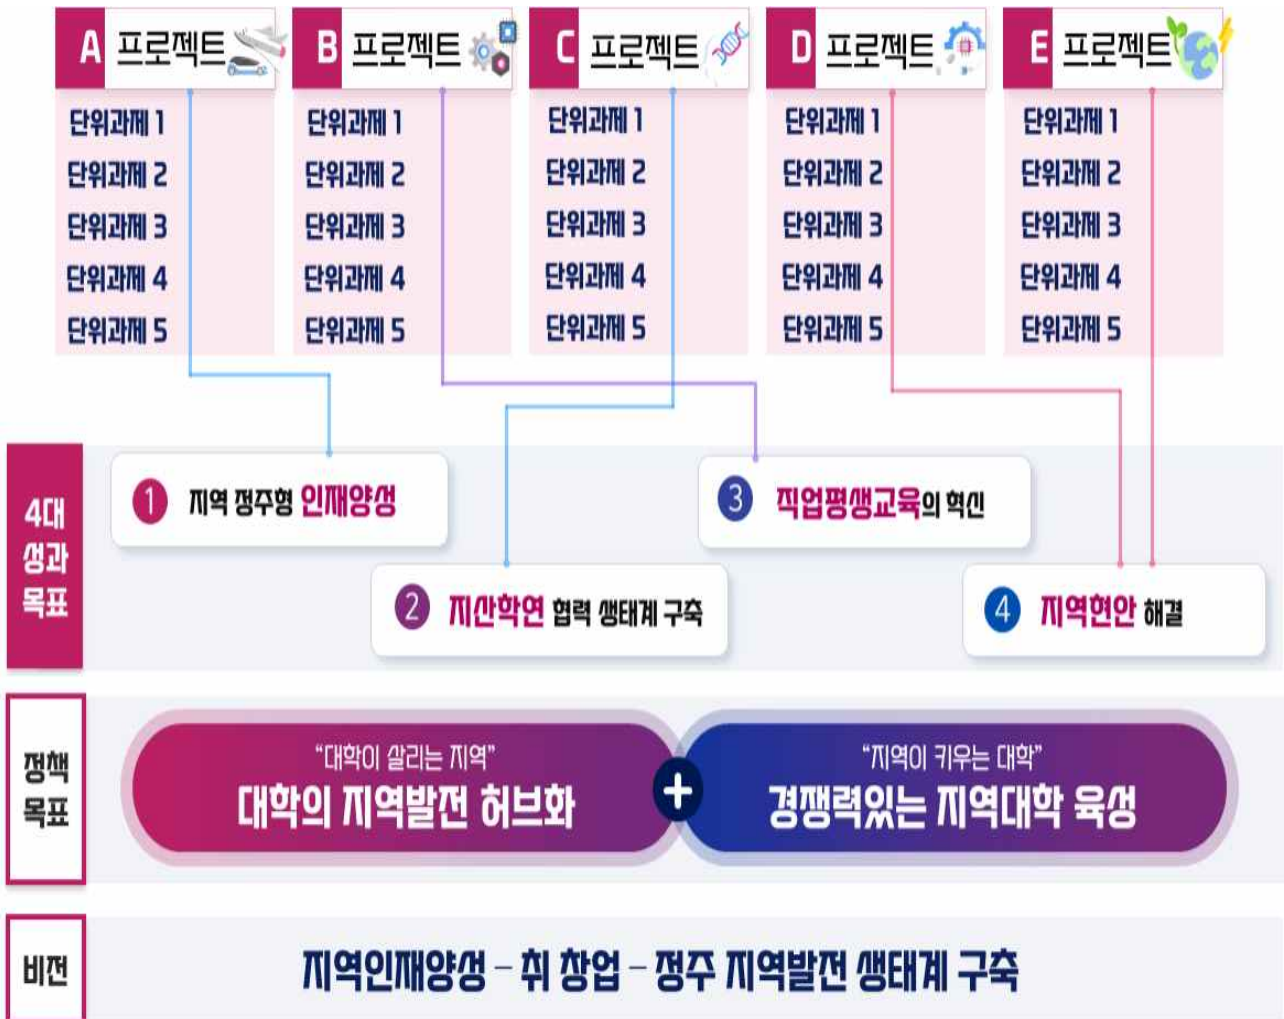 A 프로젝트
B 프로젝트
C 프로젝트
D 프로젝트
E 프로젝트
단위과제 1
단위과제 2
단위과제 3
단위과제 4
단위과제 5
단위과제 1
단위과제 2
단위과제 3
단위과제 4
단위과제 5
단위과제 1
단위과제 2
단위과제 3
단위과제 4
단위과제 5
단위과제 1
단위과제 2
단위과제 3
단위과제 4
단위과제 5
단위과제 1
단위과제 2
단위과제 3
단위과제 4
단위과제 5
4대
성과
목표
1 지역 정주형 인재양성
3 직업평생교육의 혁신
2 지산학연 협력 생태계 구축
4 지역현안 해결
정책
목표
“대학이 살리는 지역”
대학의 지역발전 허브화
+
“지역이 키우는 대학”
경쟁력있는 지역대학 육성
비전
지역인재양성 – 취 창업 – 정주 지역발전 생태계 구축